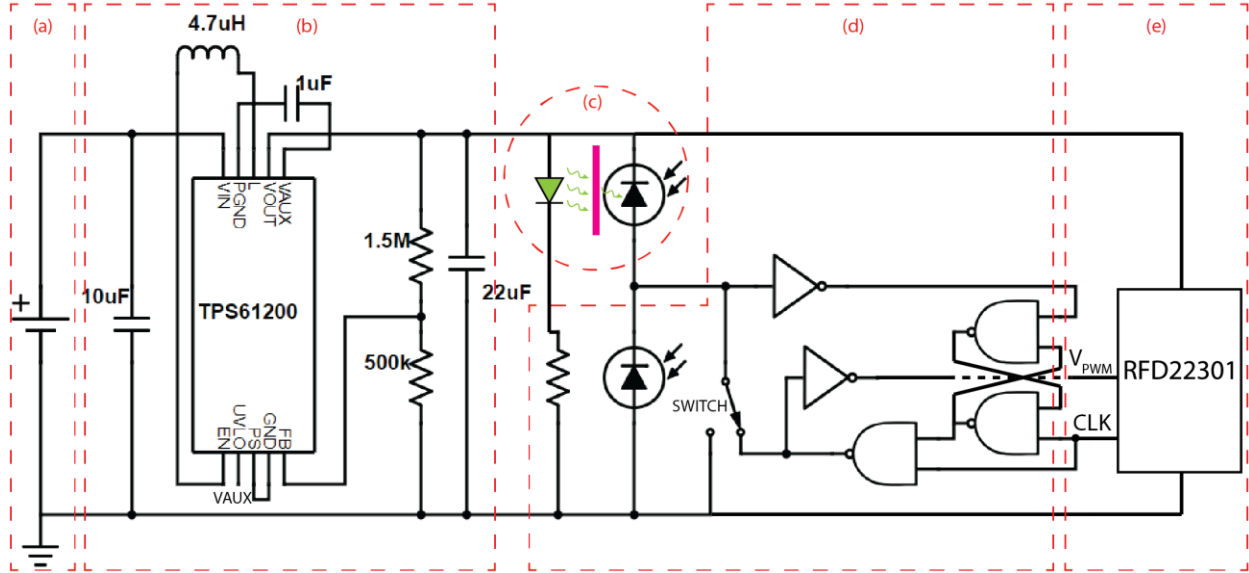 (a)
(b)
(c)
(d)
(e)
4.7uH
1uF
VIN
PGND
L
VOUT
VAUX
10uF
TPS61200
1.5M
500k
22uF
EN
UVLO
PS
GND
FB
VAUX
+
SWITCH
VPWM
CLK
RFD22301